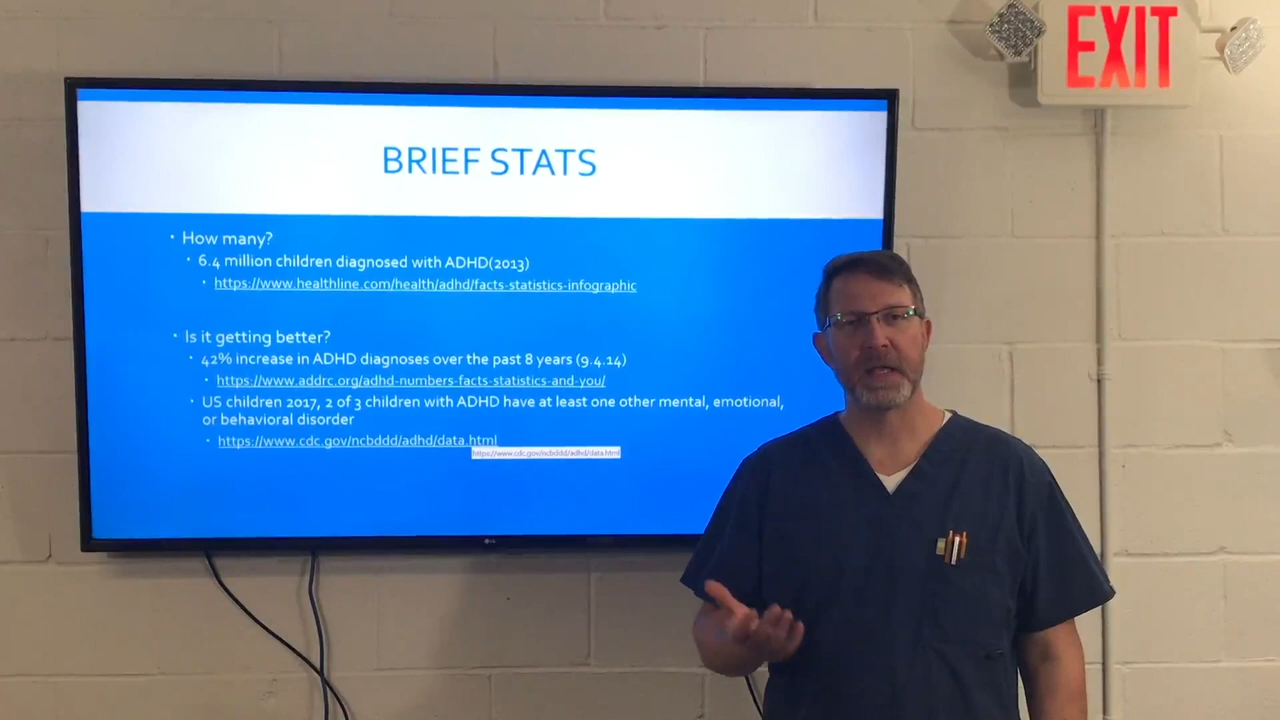 EXIT
BRIEF STATS
How many?
6.4 million children diagnosed with ADHD(2013)
https://www.healthline.com/health/adhd/facts-statistics-infographic
Is it getting better?
42% increase in ADHD diagnoses over the past 8 years (9.4.14)
https://www.addrc.org/adhd-numbers-facts-statistics-and-you/
US children 2017, 2 of 3 children with ADHD have at least one other mental, emotional,
or behavioral disorder
https://www.cdc.gov/ncbddd/adhd/data.html
https://www.cdc.gov/ncbddd/adhd/data.html
LG